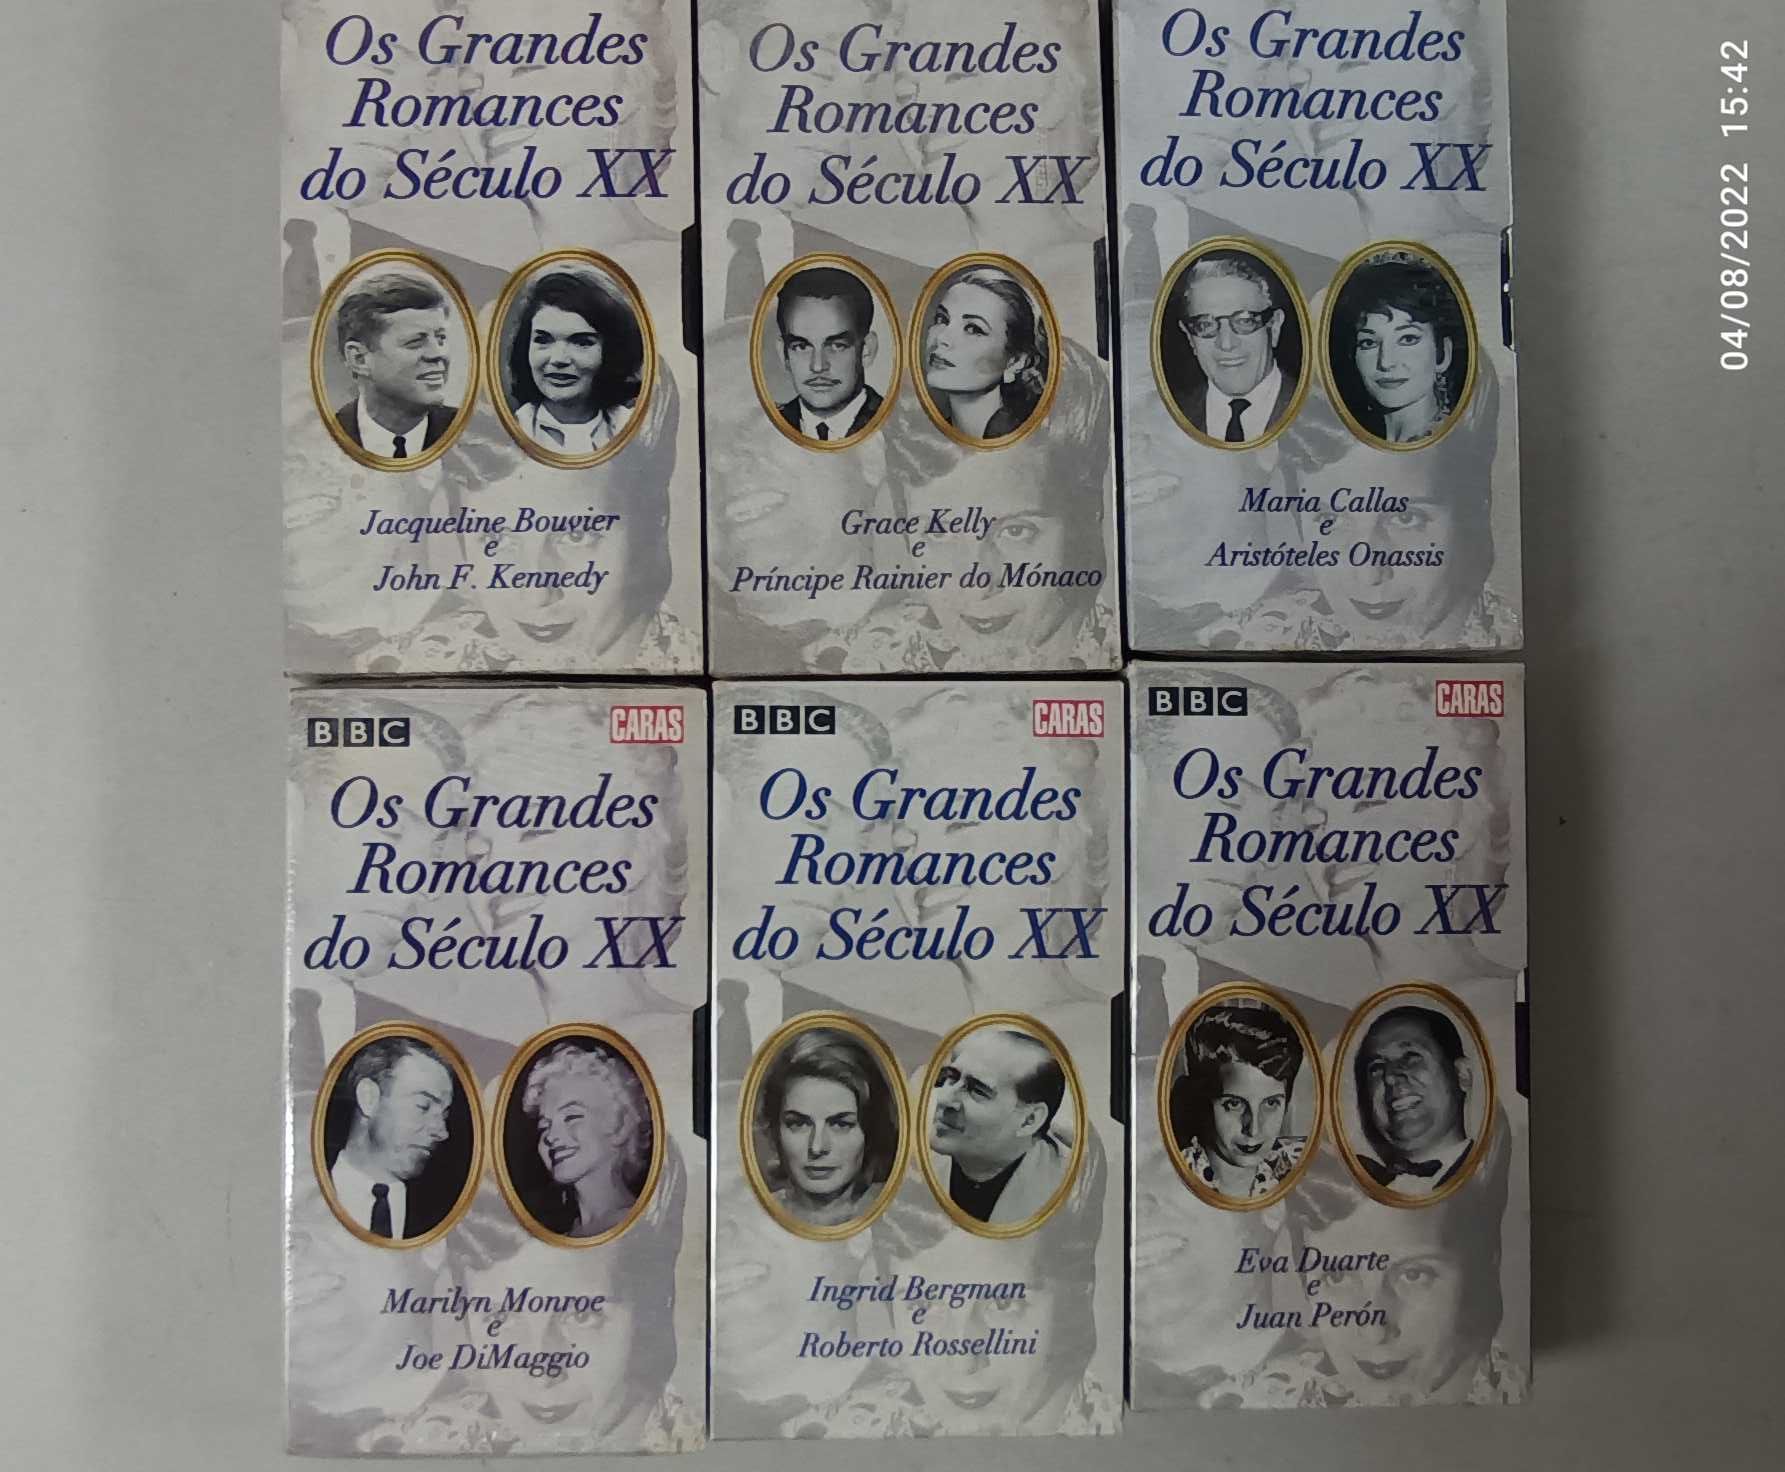 Os Grandes
Romances
do Século XX
Jacqueline Bouvier
e
John F. Kennedy
Os Grandes
Romances
do Século XX
Grace Kelly
e
Príncipe Rainier do Mónaco
Os Grandes
Romances
do Século XX
Maria Callas
e
Aristóteles Onassis
04/08/2022 15:42
BBC
CARAS
Os Grandes
Romances
do Século XX
Marilyn Monroe
e
Joe DiMaggio
BBC
CARAS
Os Grandes
Romances
do Século XX
Ingrid Bergman
e
Roberto Rossellini
BBC
CARAS
Os Grandes
Romances
do Século XX
Eva Duarte
e
Juan Perón